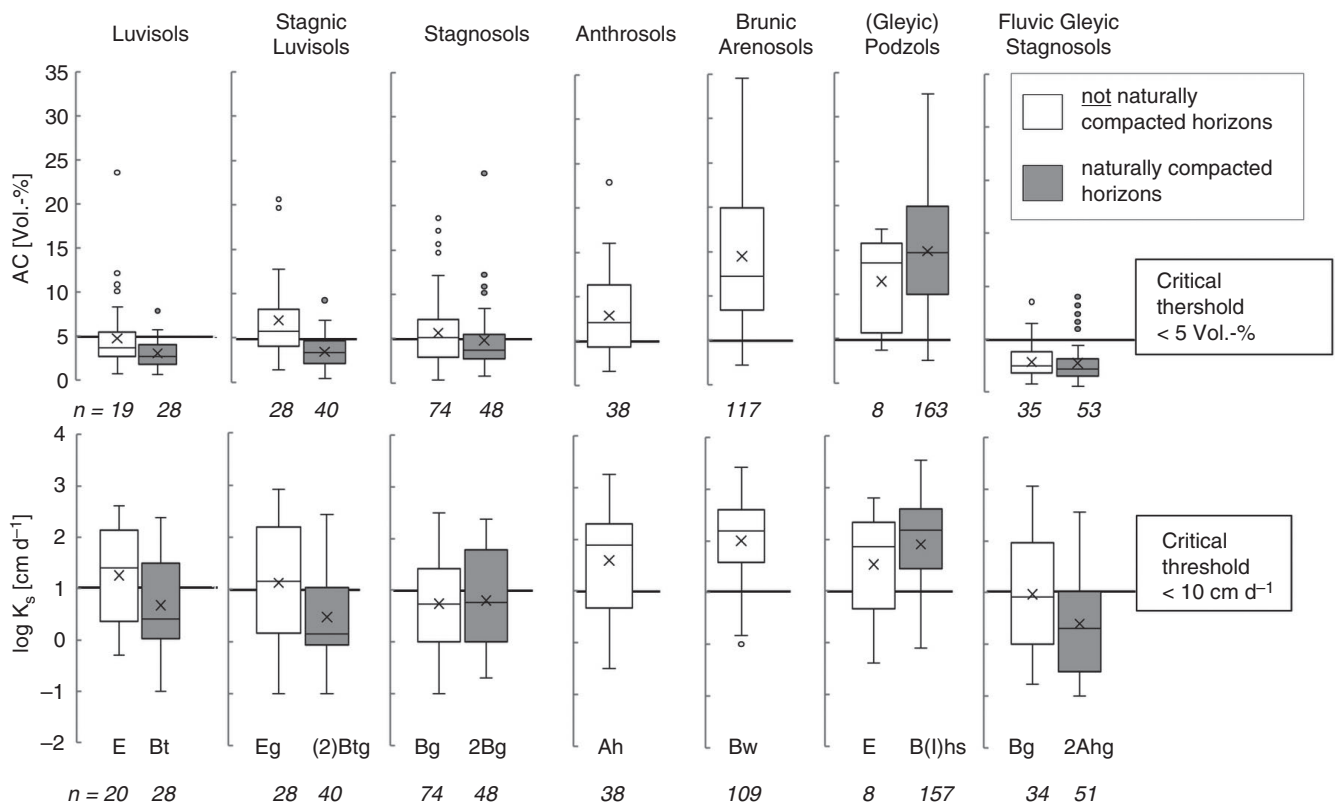 Luvisols
Stagnic
Luvisols
Stagnosols
Anthrosols
Brunic
Arenosols
(Gleyic)
Podzols
Fluvic Gleyic
Stagnosols
AC [Vol.-%]
35
30
25
20
15
10
5
0
not naturally
compacted horizons
naturally compacted
horizons
Critical
thershold
< 5 Vol.-%
n = 19 28 28 40 74 48 38 117 8 163 35 53
log Ks [cm d⁻¹]
4
3
2
1
0
−1
−2
Critical
threshold
< 10 cm d⁻¹
E Bt Eg (2)Btg Bg 2Bg Ah Bw E B(l)hs Bg 2Ahg
n = 20 28 28 40 74 48 38 109 8 157 34 51